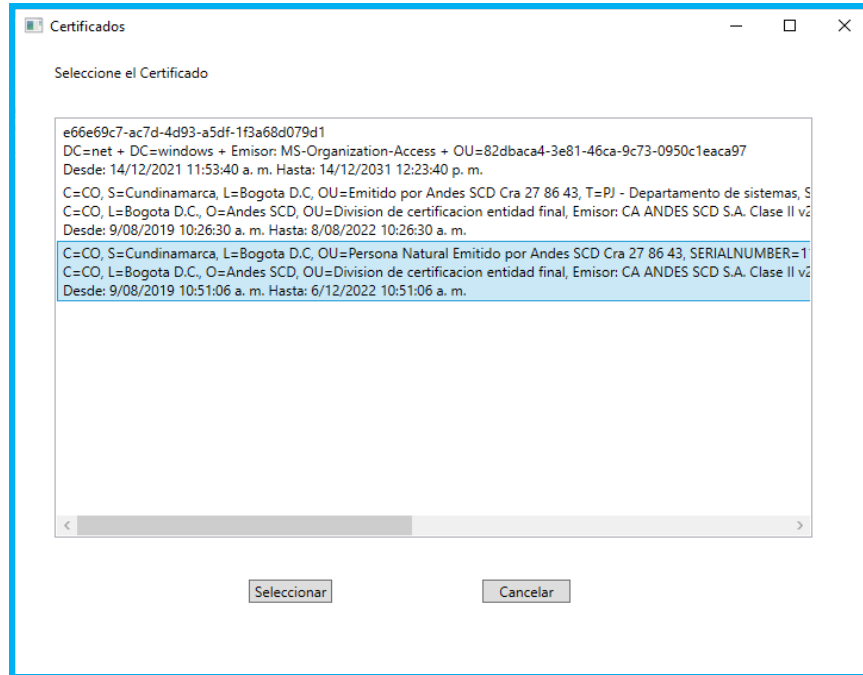 Certificados
Seleccione el Certificado
e66e69c7-ac7d-4d93-a5df-1f3a68d079d1
DC=net + DC=windows + Emisor: MS-Organization-Access + OU=82dbaca4-3e81-46ca-9c73-0950c1eaca97
Desde: 14/12/2021 11:53:40 a. m. Hasta: 14/12/2031 12:23:40 p. m.
C=CO, S=Cundinamarca, L=Bogota D.C, OU=Emitido por Andes SCD Cra 27 86 43, T=PJ - Departamento de sistemas, S
C=CO, L=Bogota D.C., O=Andes SCD, OU=Division de certificacion entidad final, Emisor: CA ANDES SCD S.A. Clase II v2
Desde: 9/08/2019 10:26:30 a. m. Hasta: 8/08/2022 10:26:30 a. m.
C=CO, S=Cundinamarca, L=Bogota D.C, OU=Persona Natural Emitido por Andes SCD Cra 27 86 43, SERIALNUMBER=1
C=CO, L=Bogota D.C., O=Andes SCD, OU=Division de certificacion entidad final, Emisor: CA ANDES SCD S.A. Clase II v2
Desde: 9/08/2019 10:51:06 a. m. Hasta: 6/12/2022 10:51:06 a. m.
Seleccionar Cancelar